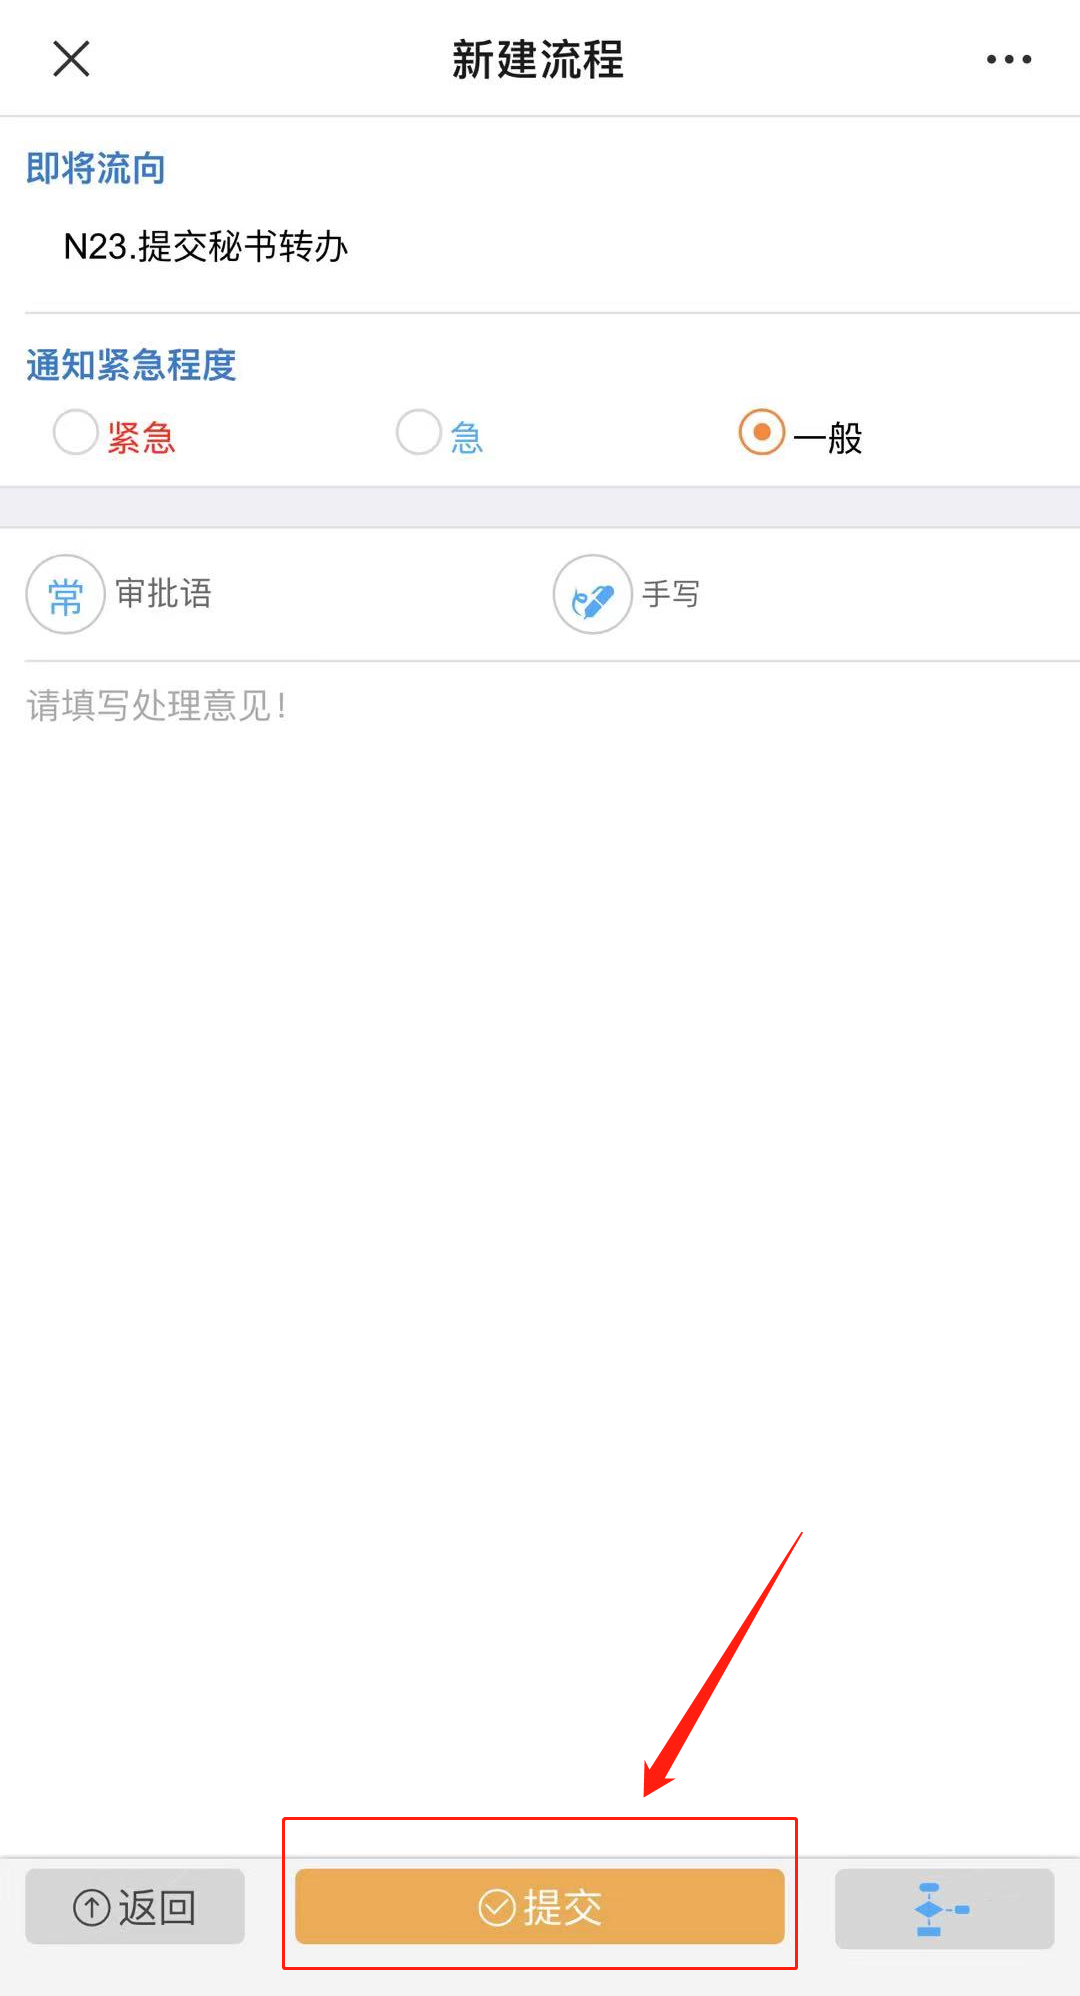 新建流程
即将流向
N23.提交秘书转办
通知紧急程度
紧急 急 一般
常 审批语 手写
请填写处理意见!
返回 提交